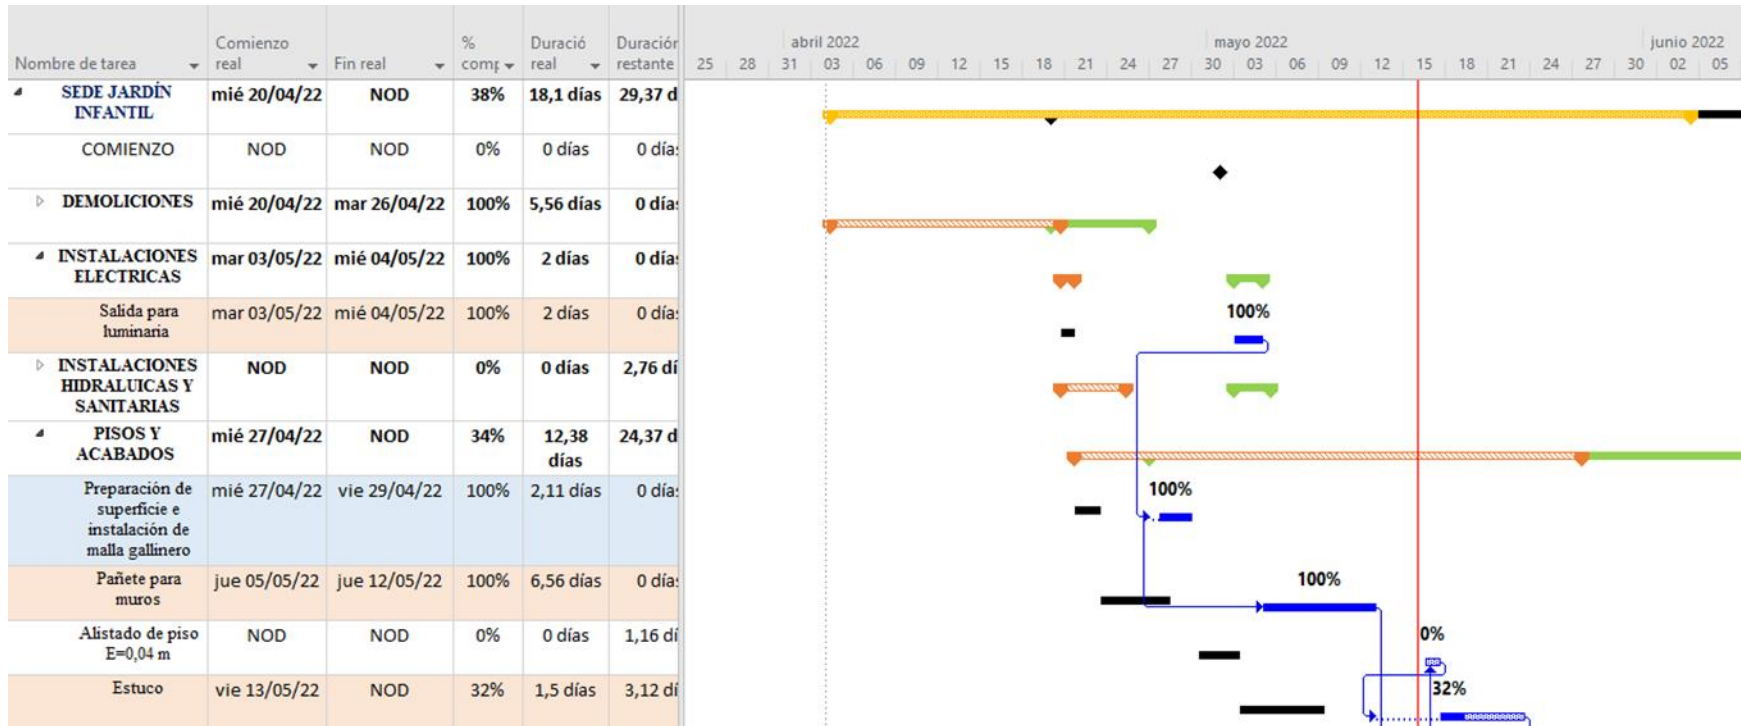 abril 2022 mayo 2022 junio 2022
Comienzo % Duració Duración
Nombre de tarea real Fin real comp real restante 25 28 31 03 06 09 12 15 18 21 24 27 30 03 06 09 12 15 18 21 24 27 30 02 05
SEDE JARDÍN mié 20/04/22 NOD 38% 18,1 días 29,37 d
INFANTIL
COMIENZO NOD NOD 0% 0 días 0 días
DEMOLICIONES mié 20/04/22 mar 26/04/22 100% 5,56 días 0 días
INSTALACIONES mar 03/05/22 mié 04/05/22 100% 2 días 0 días
ELECTRICAS
Salida para mar 03/05/22 mié 04/05/22 100% 2 días 0 días 100%
luminaria
INSTALACIONES NOD NOD 0% 0 días 2,76 dí
HIDRALUICAS Y
SANITARIAS
PISOS Y mié 27/04/22 NOD 34% 12,38 24,37 d
ACABADOS días
Preparación de mié 27/04/22 vie 29/04/22 100% 2,11 días 0 días 100%
superficie e
instalación de
malla gallinero
Pañete para jue 05/05/22 jue 12/05/22 100% 6,56 días 0 días 100%
muros
Alistado de piso NOD NOD 0% 0 días 1,16 dí 0%
E=0,04 m
Estuco vie 13/05/22 NOD 32% 1,5 días 3,12 dí 32%